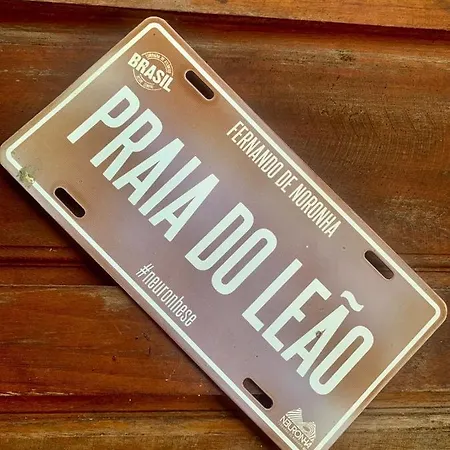 BRASIL
FERNANDO DE NORONHA
PRAIA DO LEÃO
#neuronhese